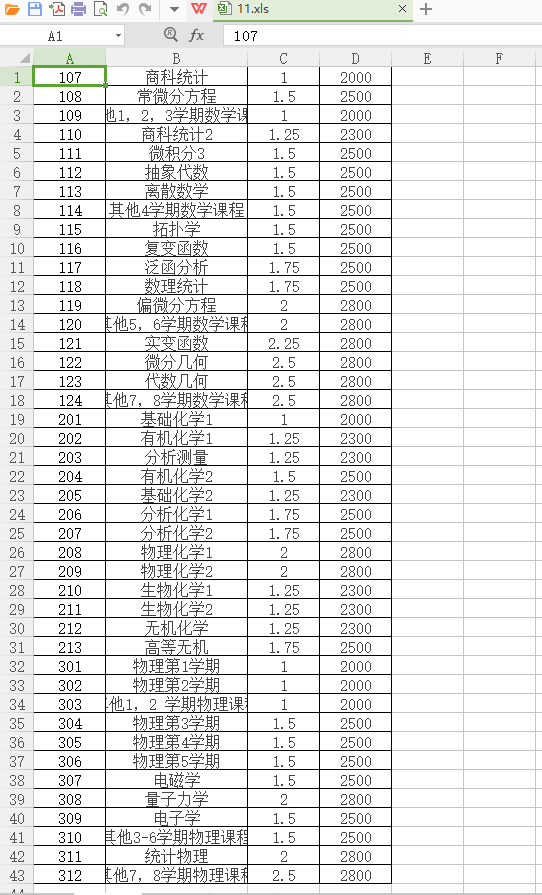 11.xls
A1
fx
107
A B C D E F
1 107 商科统计 1 2000
2 108 常微分方程 1.5 2500
3 109 他1, 2, 3学期数学课 1 2000
4 110 商科统计2 1.25 2300
5 111 微积分3 1.5 2500
6 112 抽象代数 1.5 2500
7 113 离散数学 1.5 2500
8 114 其他4学期数学课程 1.5 2500
9 115 拓扑学 1.5 2500
10 116 复变函数 1.5 2500
11 117 泛函分析 1.75 2500
12 118 数理统计 1.75 2500
13 119 偏微分方程 2 2800
14 120 其他5, 6学期数学课程 2 2800
15 121 实变函数 2.25 2800
16 122 微分几何 2.5 2800
17 123 代数几何 2.5 2800
18 124 其他7, 8学期数学课程 2.5 2800
19 201 基础化学1 1 2000
20 202 有机化学1 1.25 2300
21 203 分析测量 1.25 2300
22 204 有机化学2 1.5 2500
23 205 基础化学2 1.25 2300
24 206 分析化学1 1.75 2500
25 207 分析化学2 1.75 2500
26 208 物理化学1 2 2800
27 209 物理化学2 2 2800
28 210 生物化学1 1.25 2300
29 211 生物化学2 1.25 2300
30 212 无机化学 1.25 2300
31 213 高等无机 1.75 2500
32 301 物理第1学期 1 2000
33 302 物理第2学期 1 2000
34 303 其他1, 2 学期物理课程 1 2000
35 304 物理第3学期 1.5 2500
36 305 物理第4学期 1.5 2500
37 306 物理第5学期 1.5 2500
38 307 电磁学 1.5 2500
39 308 量子力学 2 2800
40 309 电子学 1.5 2500
41 310 其他3-6学期物理课程 1.5 2500
42 311 统计物理 2 2800
43 312 其他7, 8学期物理课程 2.5 2800